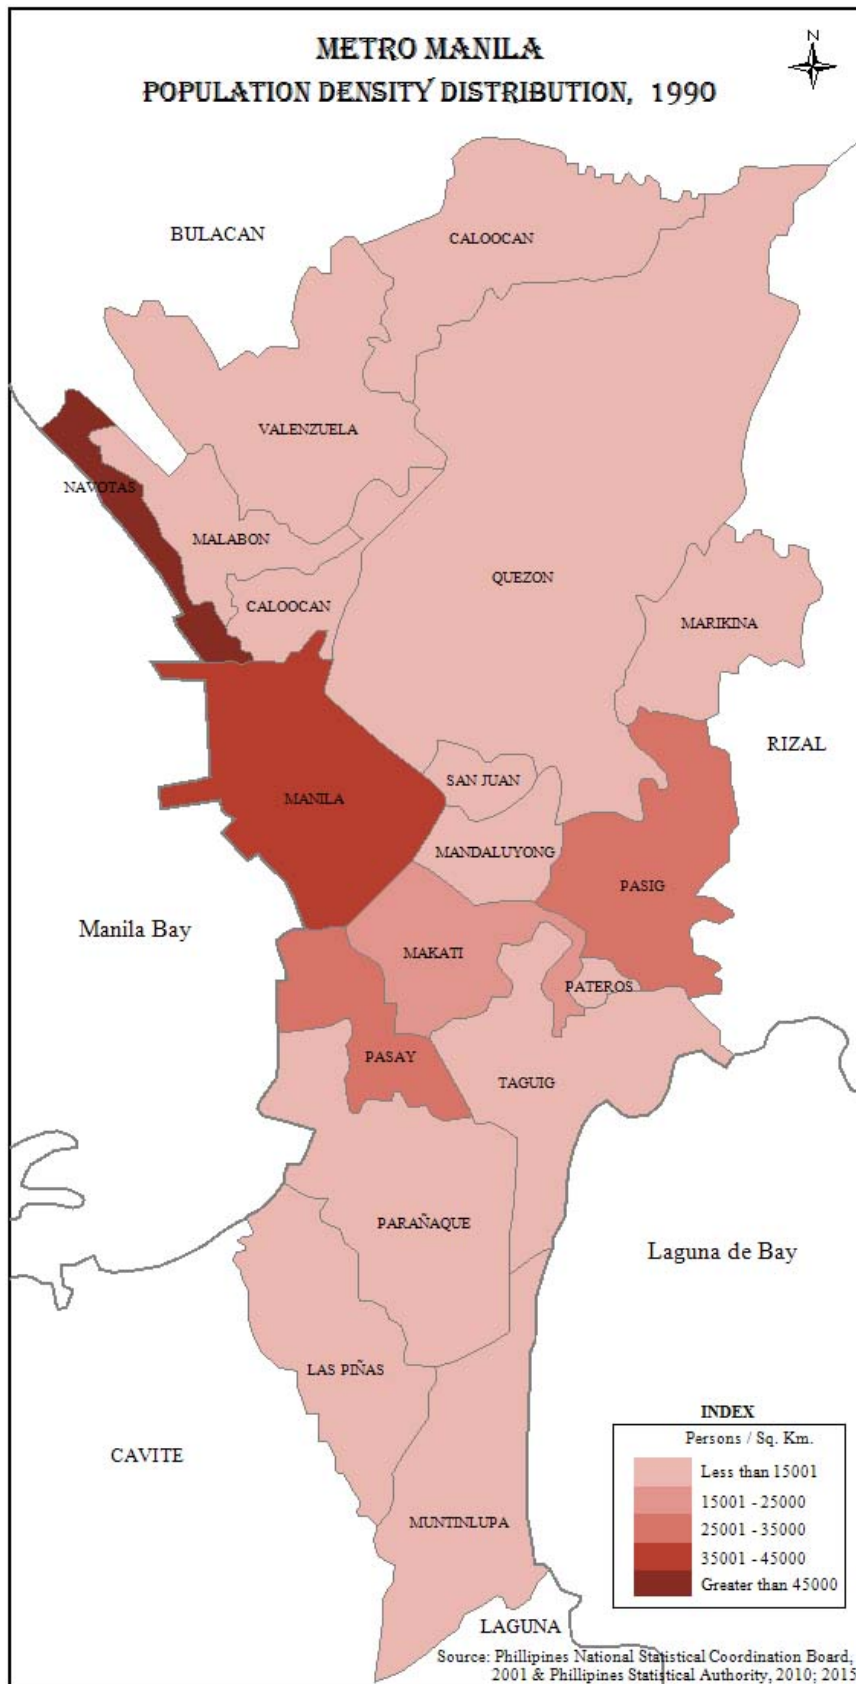 METRO MANILA
POPULATION DENSITY DISTRIBUTION, 1990
N
BULACAN
CALOOCAN
VALENZUELA
NAVOTAS
MALABON
QUEZON
CALOOCAN
MARIKINA
RIZAL
SAN JUAN
MANILA
MANDALUYONG
PASIG
Manila Bay
MAKATI
PATEROS
PASAY
TAGUIG
PARAÑAQUE
Laguna de Bay
LAS PIÑAS
CAVITE
MUNTINLUPA
LAGUNA
INDEX
Persons / Sq. Km.
Less than 15001
15001 - 25000
25001 - 35000
35001 - 45000
Greater than 45000
Source: Phillipines National Statistical Coordination Board,
2001 & Phillipines Statistical Authority, 2010; 2015